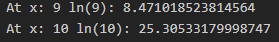 At x: 9 ln(9): 8.471018523814564
At x: 10 ln(10): 25.30533179998747